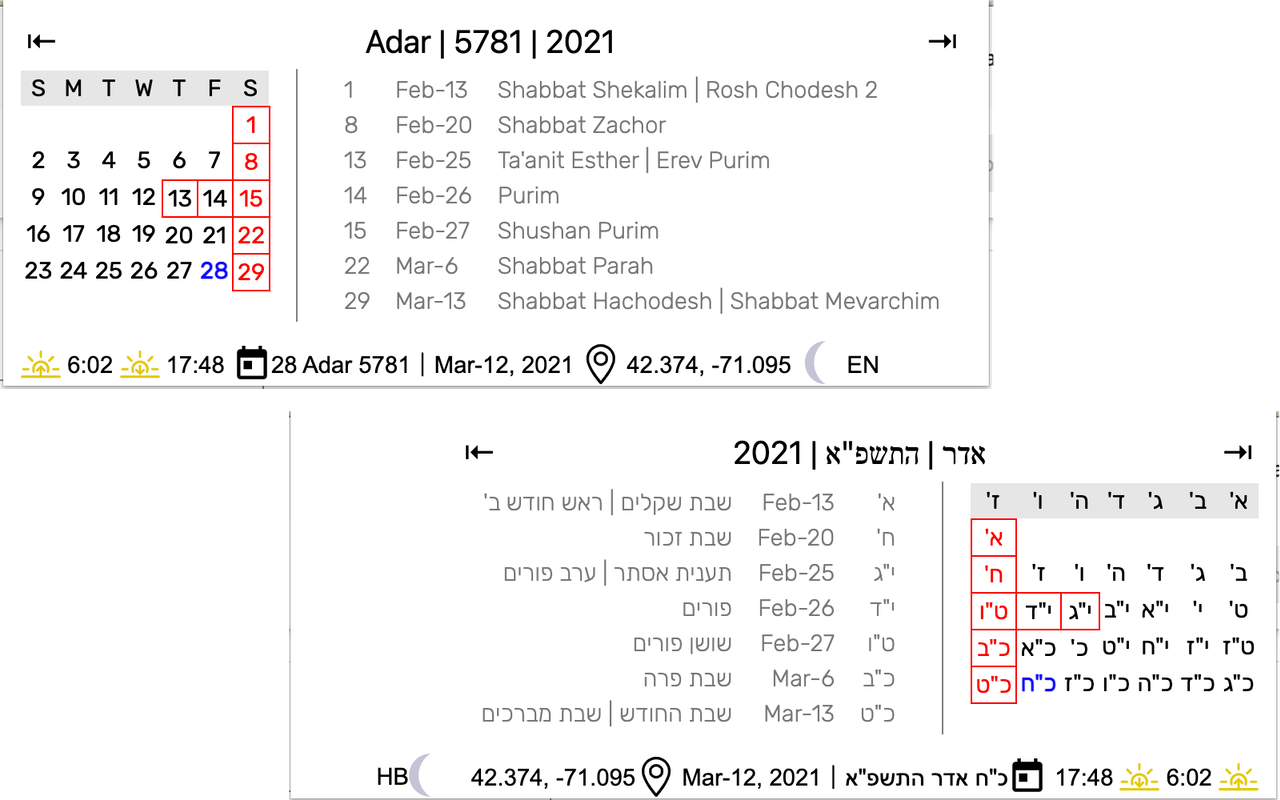 Adar | 5781 | 2021
S M T W T F S
1
2 3 4 5 6 7 8
9 10 11 12 13 14 15
16 17 18 19 20 21 22
23 24 25 26 27 28 29
1 Feb-13 Shabbat Shekalim | Rosh Chodesh 2
8 Feb-20 Shabbat Zachor
13 Feb-25 Ta'anit Esther | Erev Purim
14 Feb-26 Purim
15 Feb-27 Shushan Purim
22 Mar-6 Shabbat Parah
29 Mar-13 Shabbat Hachodesh | Shabbat Mevarchim
6:02 17:48 28 Adar 5781 | Mar-12, 2021 42.374, -71.095 EN
אדר | התשפ"א | 2021
א' ב' ג' ד' ה' ו' ז'
א'
ב' ג' ד' ה' ו' ז' ח'
ט' י' י"א י"ב י"ג י"ד ט"ו
ט"ז י"ז י"ח י"ט כ' כ"א כ"ב
כ"ג כ"ד כ"ה כ"ו כ"ז כ"ח כ"ט
א' Feb-13 שבת שקלים | ראש חודש ב'
ח' Feb-20 שבת זכור
י"ג Feb-25 תענית אסתר | ערב פורים
י"ד Feb-26 פורים
ט"ו Feb-27 שושן פורים
כ"ב Mar-6 שבת פרה
כ"ט Mar-13 שבת החודש | שבת מברכים
6:02 17:48 כ"ח אדר התשפ"א | Mar-12, 2021 42.374, -71.095 HB